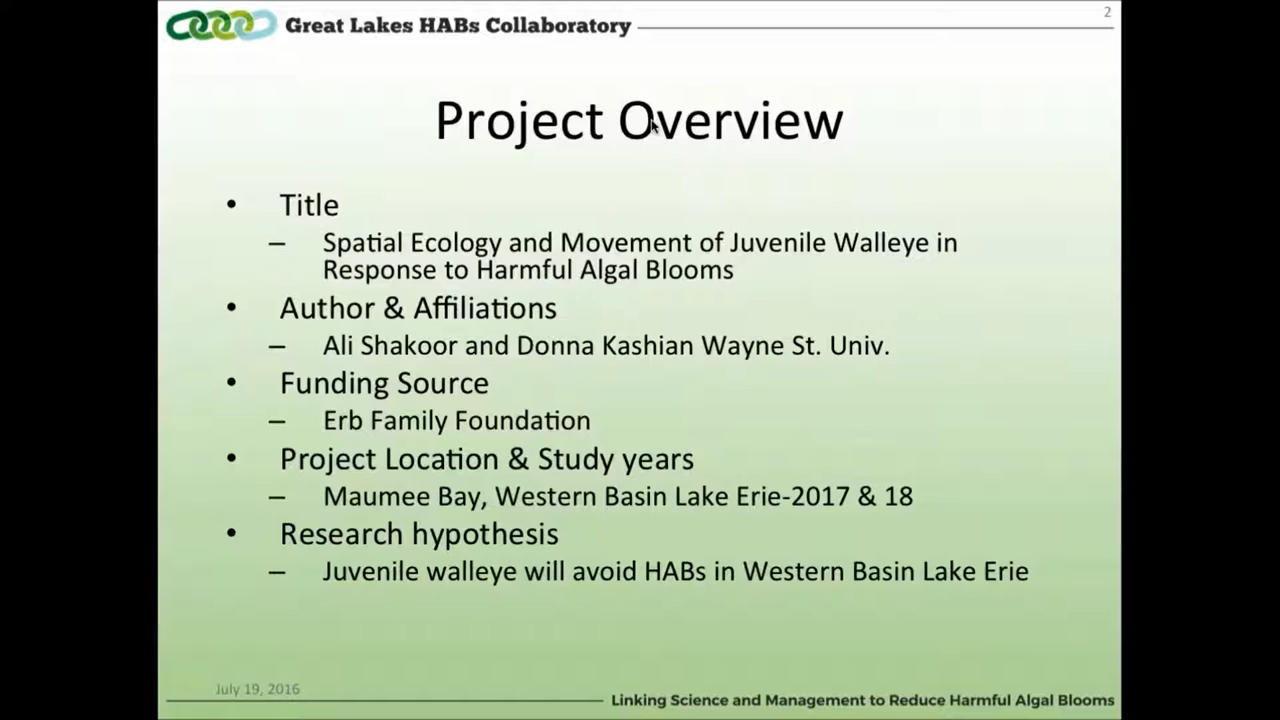 Great Lakes HABs Collaboratory
2
Project Overview
• Title
– Spatial Ecology and Movement of Juvenile Walleye in
Response to Harmful Algal Blooms
• Author & Affiliations
– Ali Shakoor and Donna Kashian Wayne St. Univ.
• Funding Source
– Erb Family Foundation
• Project Location & Study years
– Maumee Bay, Western Basin Lake Erie-2017 & 18
• Research hypothesis
– Juvenile walleye will avoid HABs in Western Basin Lake Erie
July 19, 2016
Linking Science and Management to Reduce Harmful Algal Blooms